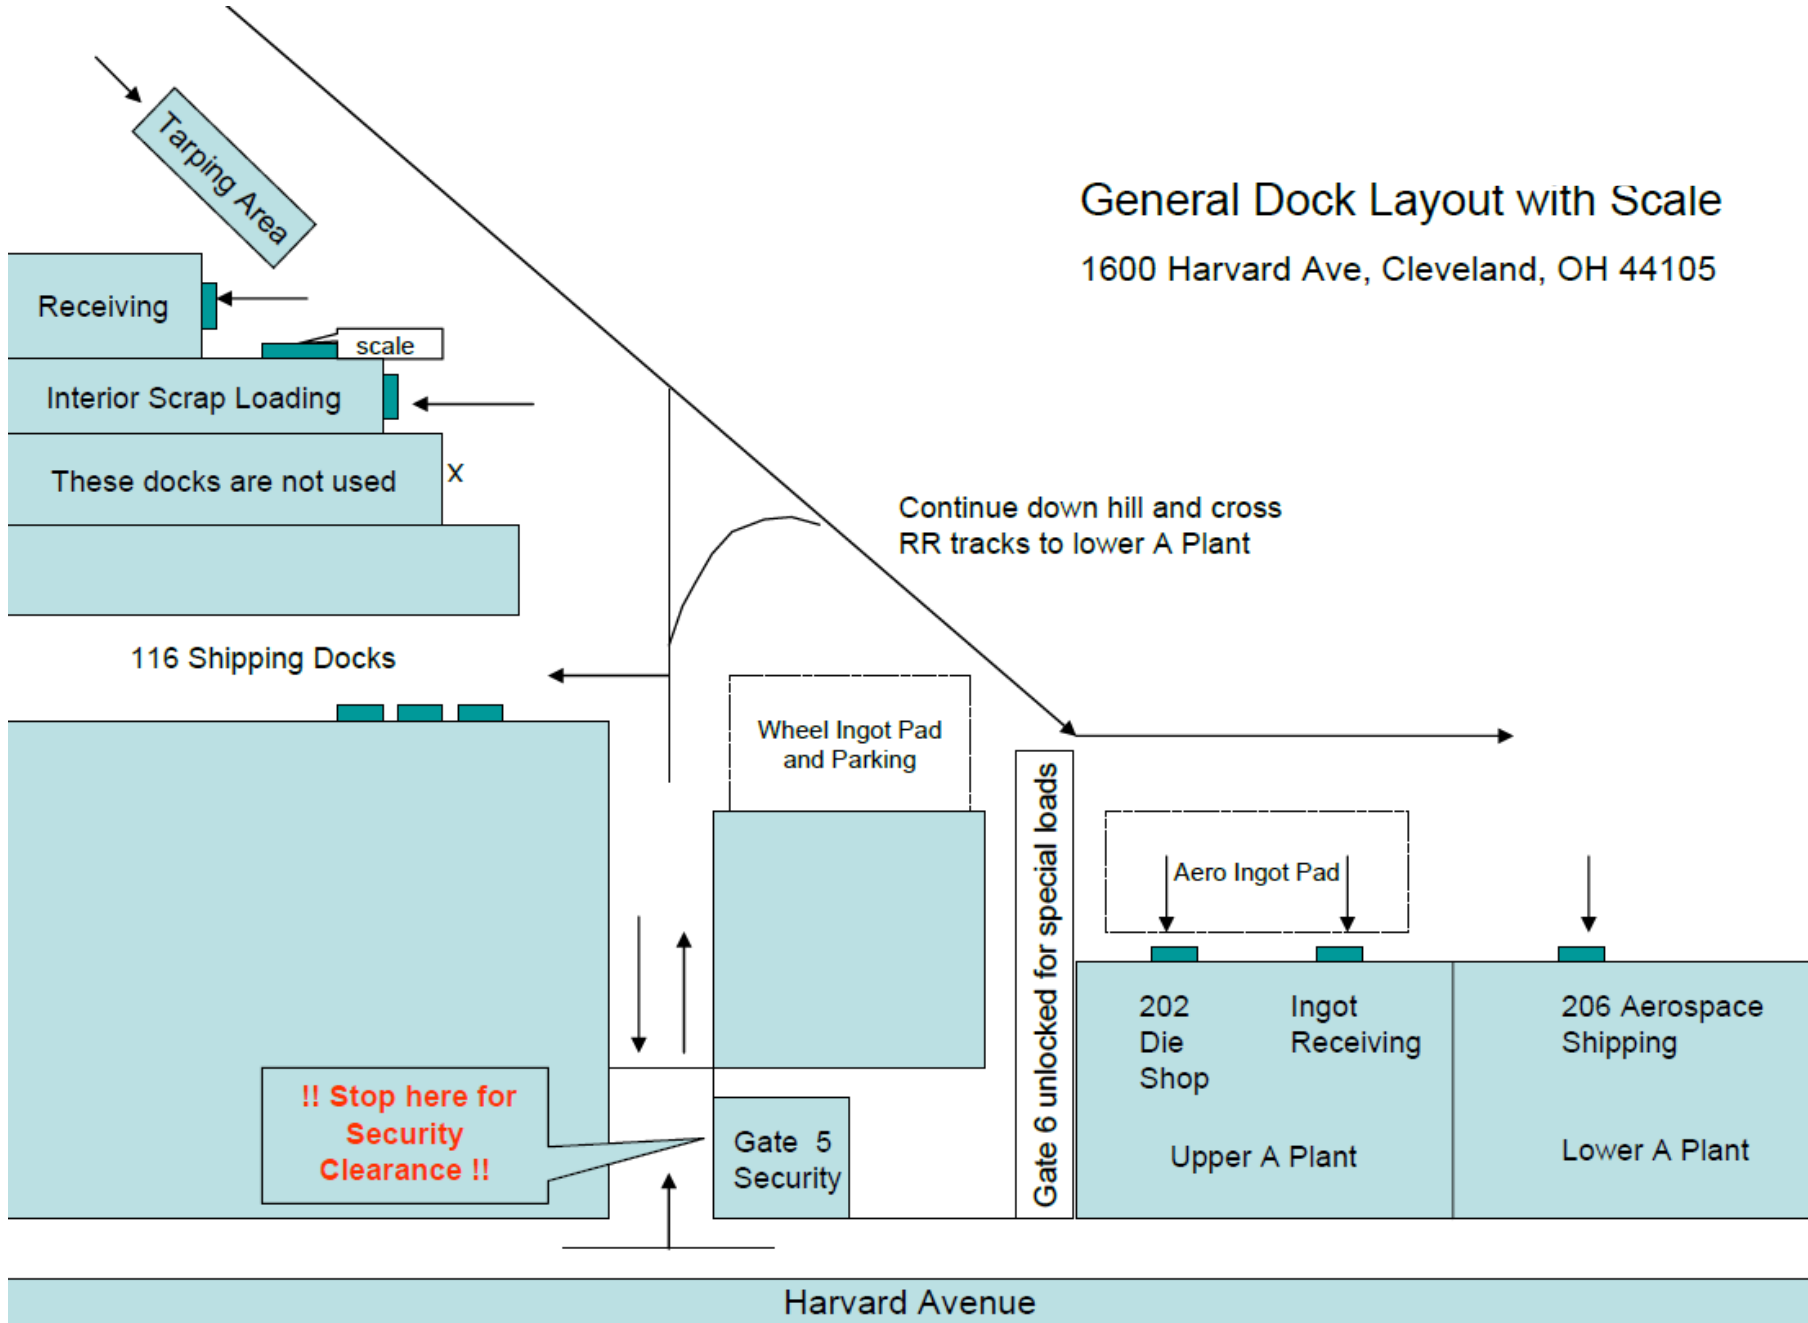 Tarping Area
General Dock Layout with Scale
1600 Harvard Ave, Cleveland, OH 44105
Receiving
scale
Interior Scrap Loading
These docks are not used
X
Continue down hill and cross
RR tracks to lower A Plant
116 Shipping Docks
Wheel Ingot Pad
and Parking
Gate 6 unlocked for special loads
Aero Ingot Pad
202
Die
Shop
Ingot
Receiving
206 Aerospace
Shipping
!! Stop here for
Security
Clearance !!
Gate 5
Security
Upper A Plant
Lower A Plant
Harvard Avenue